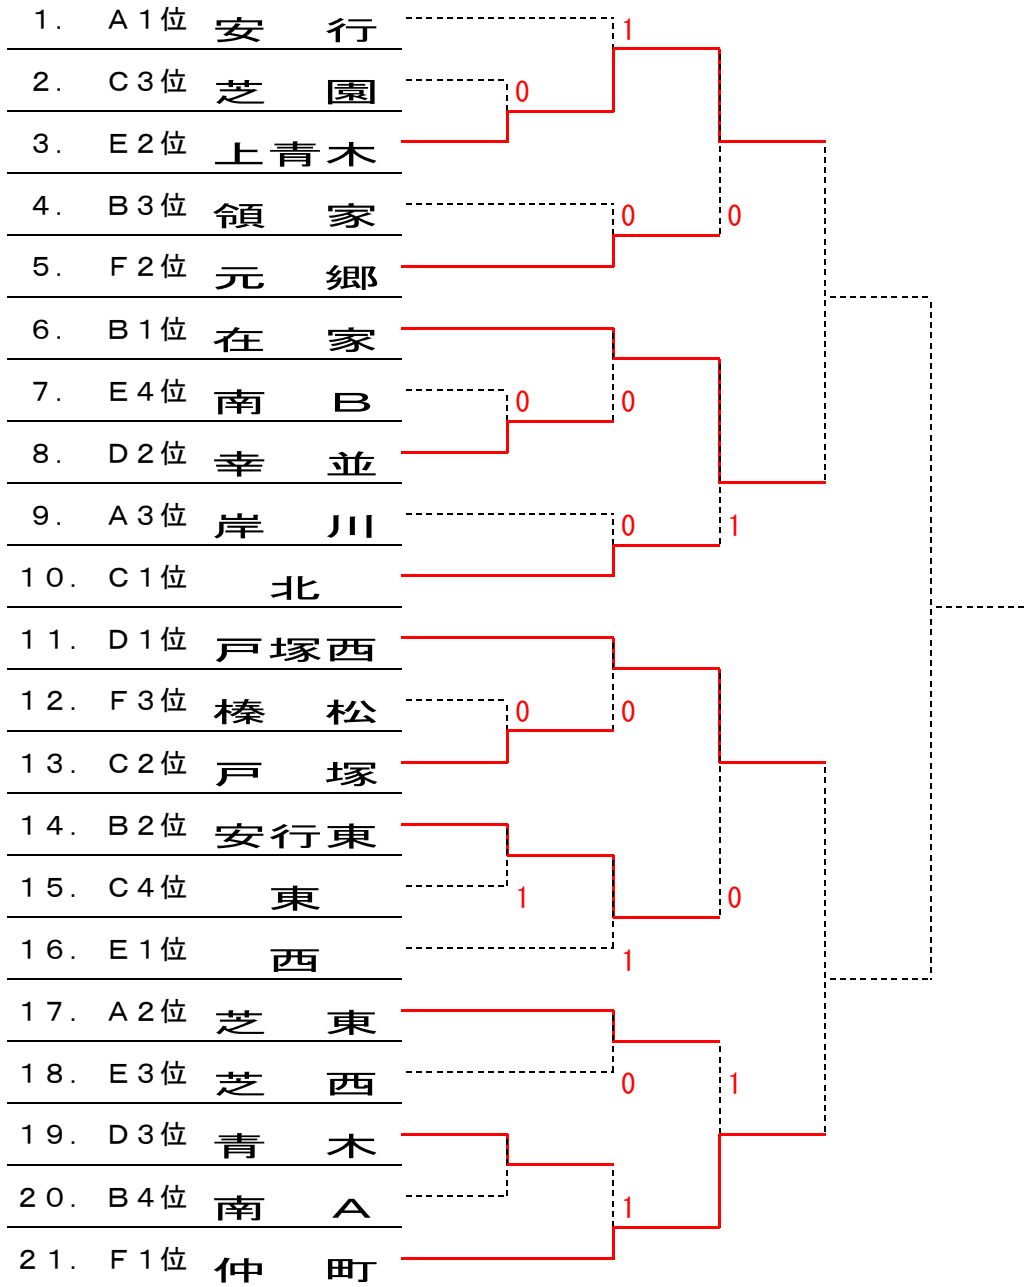 １． Ａ１位 安行
1
２． Ｃ３位 芝園
0
３． Ｅ２位 上青木
４． Ｂ３位 領家
0 0
５． Ｆ２位 元郷
６． Ｂ１位 在家
７． Ｅ４位 南Ｂ
0 0
８． Ｄ２位 幸並
９． Ａ３位 岸川
0 1
１０． Ｃ１位 北
１１． Ｄ１位 戸塚西
１２． Ｆ３位 榛松
0 0
１３． Ｃ２位 戸塚
１４． Ｂ２位 安行東
１５． Ｃ４位 東
1 0
１６． Ｅ１位 西
1
１７． Ａ２位 芝東
１８． Ｅ３位 芝西
0 1
１９． Ｄ３位 青木
２０． Ｂ４位 南Ａ
1
２１． Ｆ１位 仲町